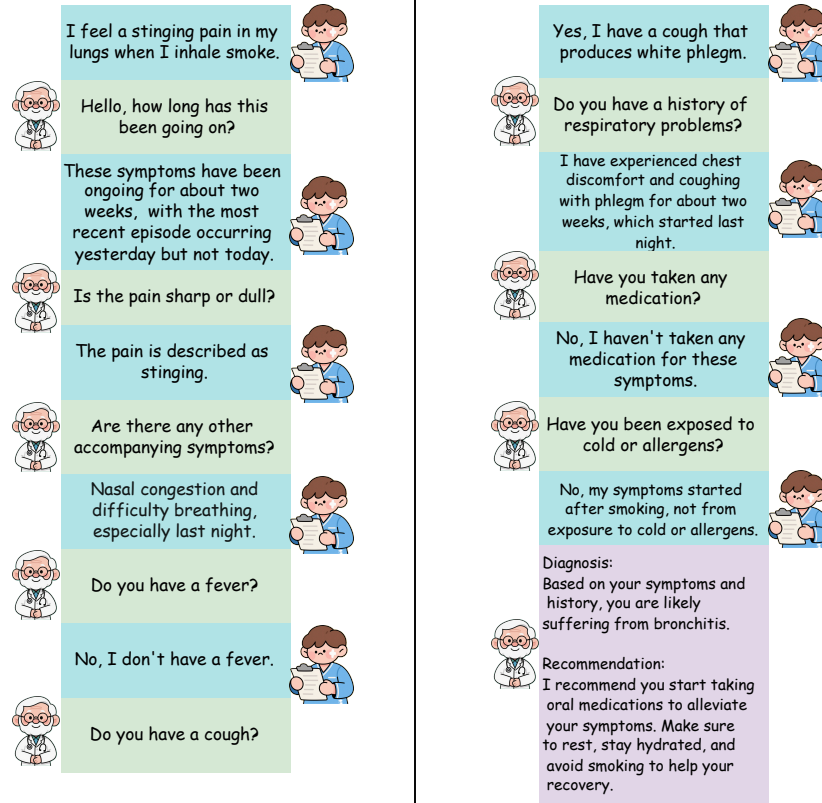 I feel a stinging pain in my
lungs when I inhale smoke.
Hello, how long has this
been going on?
These symptoms have been
ongoing for about two
weeks, with the most
recent episode occurring
yesterday but not today.
Is the pain sharp or dull?
The pain is described as
stinging.
Are there any other
accompanying symptoms?
Nasal congestion and
difficulty breathing,
especially last night.
Do you have a fever?
No, I don't have a fever.
Do you have a cough?
Yes, I have a cough that
produces white phlegm.
Do you have a history of
respiratory problems?
I have experienced chest
discomfort and coughing
with phlegm for about two
weeks, which started last
night.
Have you taken any
medication?
No, I haven't taken any
medication for these
symptoms.
Have you been exposed to
cold or allergens?
No, my symptoms started
after smoking, not from
exposure to cold or allergens.
Diagnosis:
Based on your symptoms and
history, you are likely
suffering from bronchitis.
Recommendation:
I recommend you start taking
oral medications to alleviate
your symptoms. Make sure
to rest, stay hydrated, and
avoid smoking to help your
recovery.